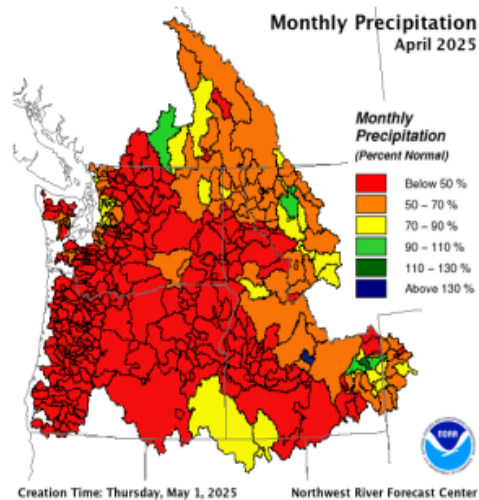 Monthly Precipitation
April 2025
Monthly
Precipitation
(Percent Normal)
Below 50 %
50 – 70 %
70 – 90 %
90 – 110 %
110 – 130 %
Above 130 %
NOAA
Creation Time: Thursday, May 1, 2025
Northwest River Forecast Center